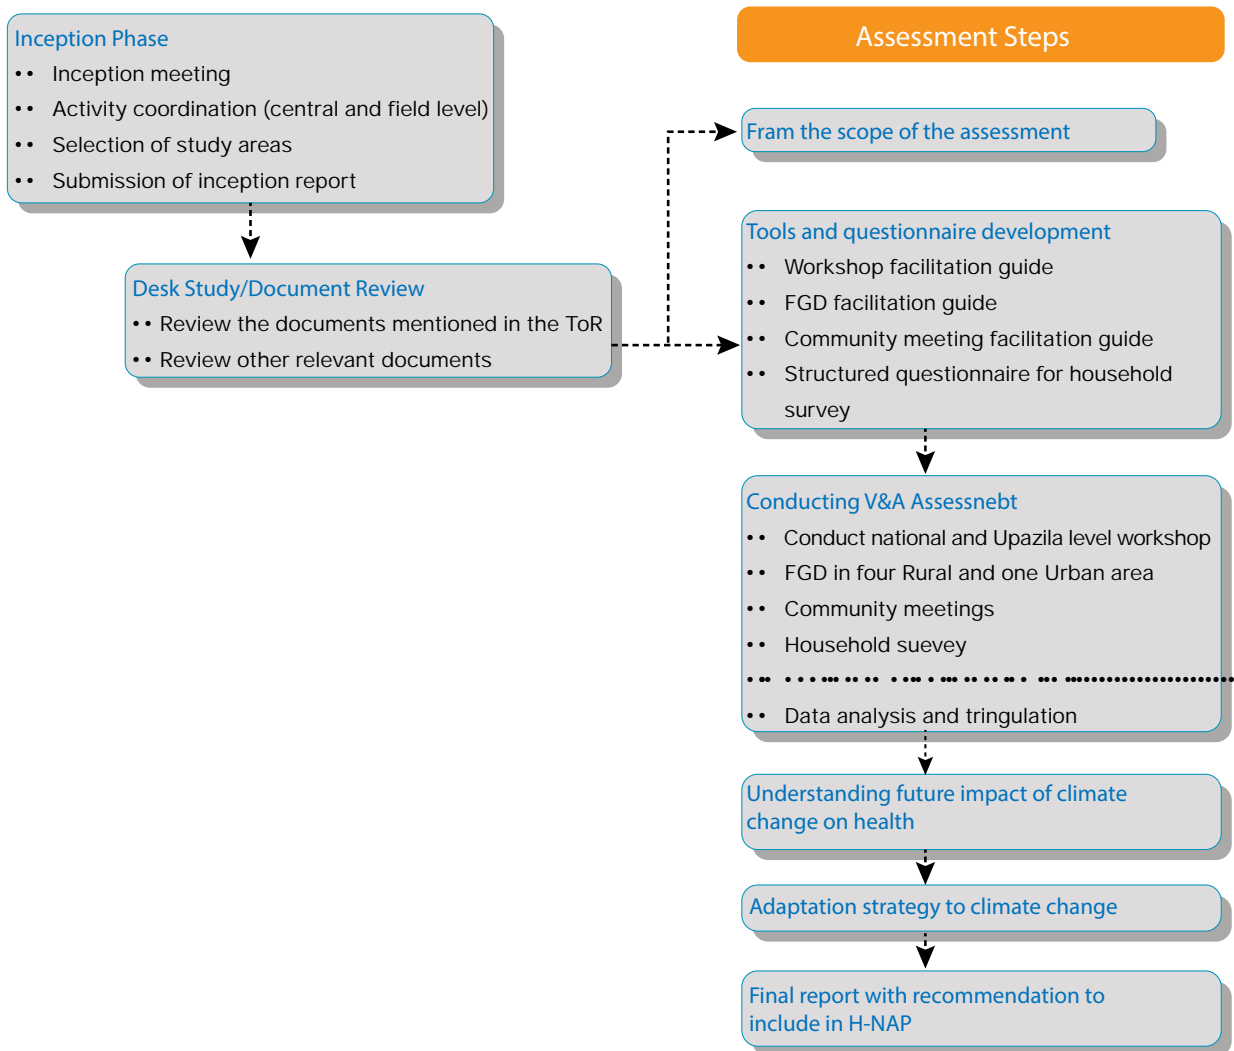 Inception Phase
•• Inception meeting
•• Activity coordination (central and field level)
•• Selection of study areas
•• Submission of inception report
Desk Study/Document Review
•• Review the documents mentioned in the ToR
•• Review other relevant documents
Assessment Steps
Fram the scope of the assessment
Tools and questionnaire development
•• Workshop facilitation guide
•• FGD facilitation guide
•• Community meeting facilitation guide
•• Structured questionnaire for household
survey
Conducting V&A Assessnebt
•• Conduct national and Upazila level workshop
•• FGD in four Rural and one Urban area
•• Community meetings
•• Household suevey
•• Data analysis and tringulation
Understanding future impact of climate
change on health
Adaptation strategy to climate change
Final report with recommendation to
include in H-NAP